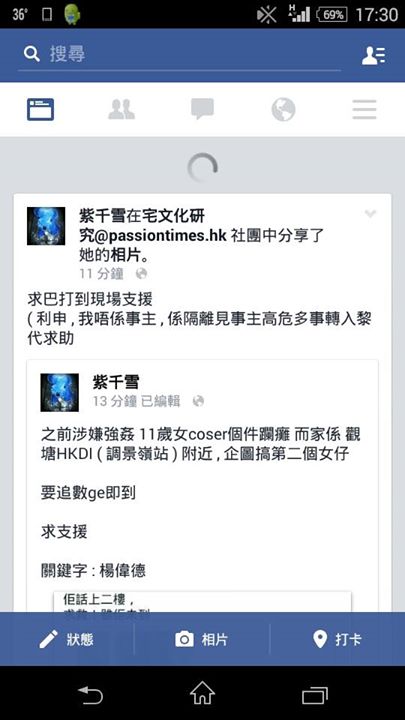 36°
69%
17:30
搜尋
紫千雪在宅文化研
究@passiontimes.hk 社團中分享了
她的相片。
11 分鐘
求巴打到現場支援
( 利申 , 我唔係事主 , 係隔離見事主高危多事轉入黎
代求助
紫千雪
13 分鐘 已編輯
之前涉嫌強姦 11歲女coser個件躝癱 而家係 觀
塘HKDI ( 調景嶺站 ) 附近 , 企圖搞第二個女仔
要追數ge即到
求支援
關鍵字 : 楊偉德
佢話上二樓 ,
狀態
相片
打卡